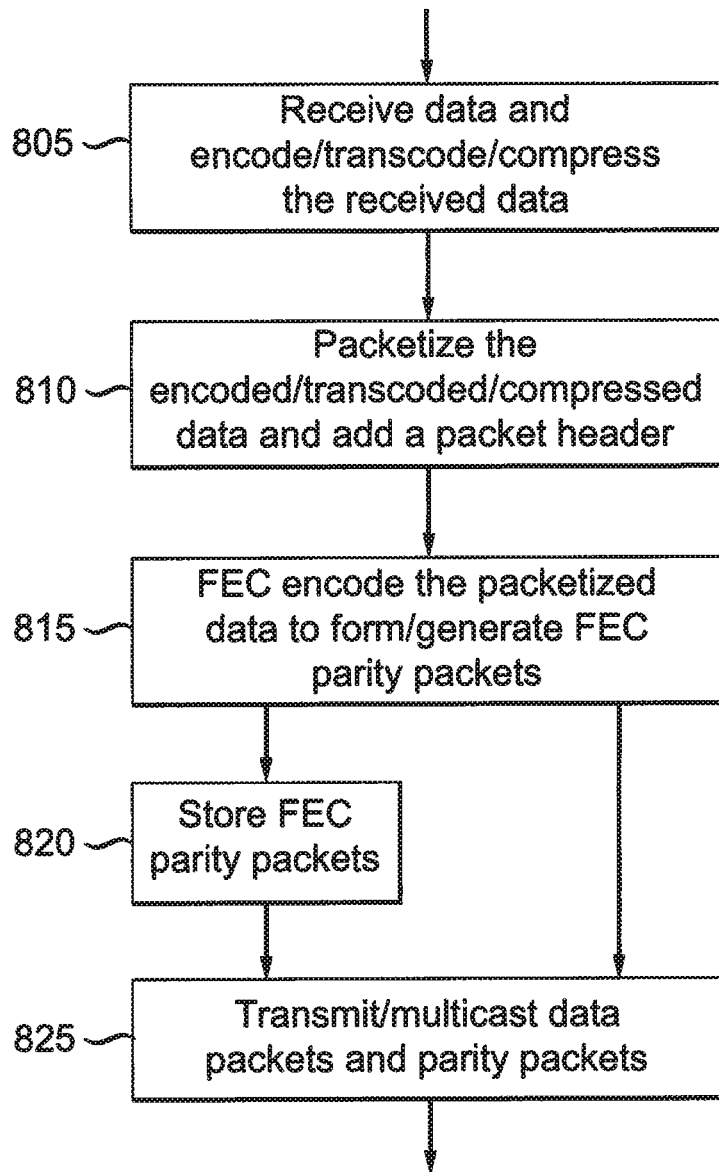 805
Receive data and
encode/transcode/compress
the received data
810
Packetize the
encoded/transcoded/compressed
data and add a packet header
815
FEC encode the packetized
data to form/generate FEC
parity packets
820
Store FEC
parity packets
825
Transmit/multicast data
packets and parity packets